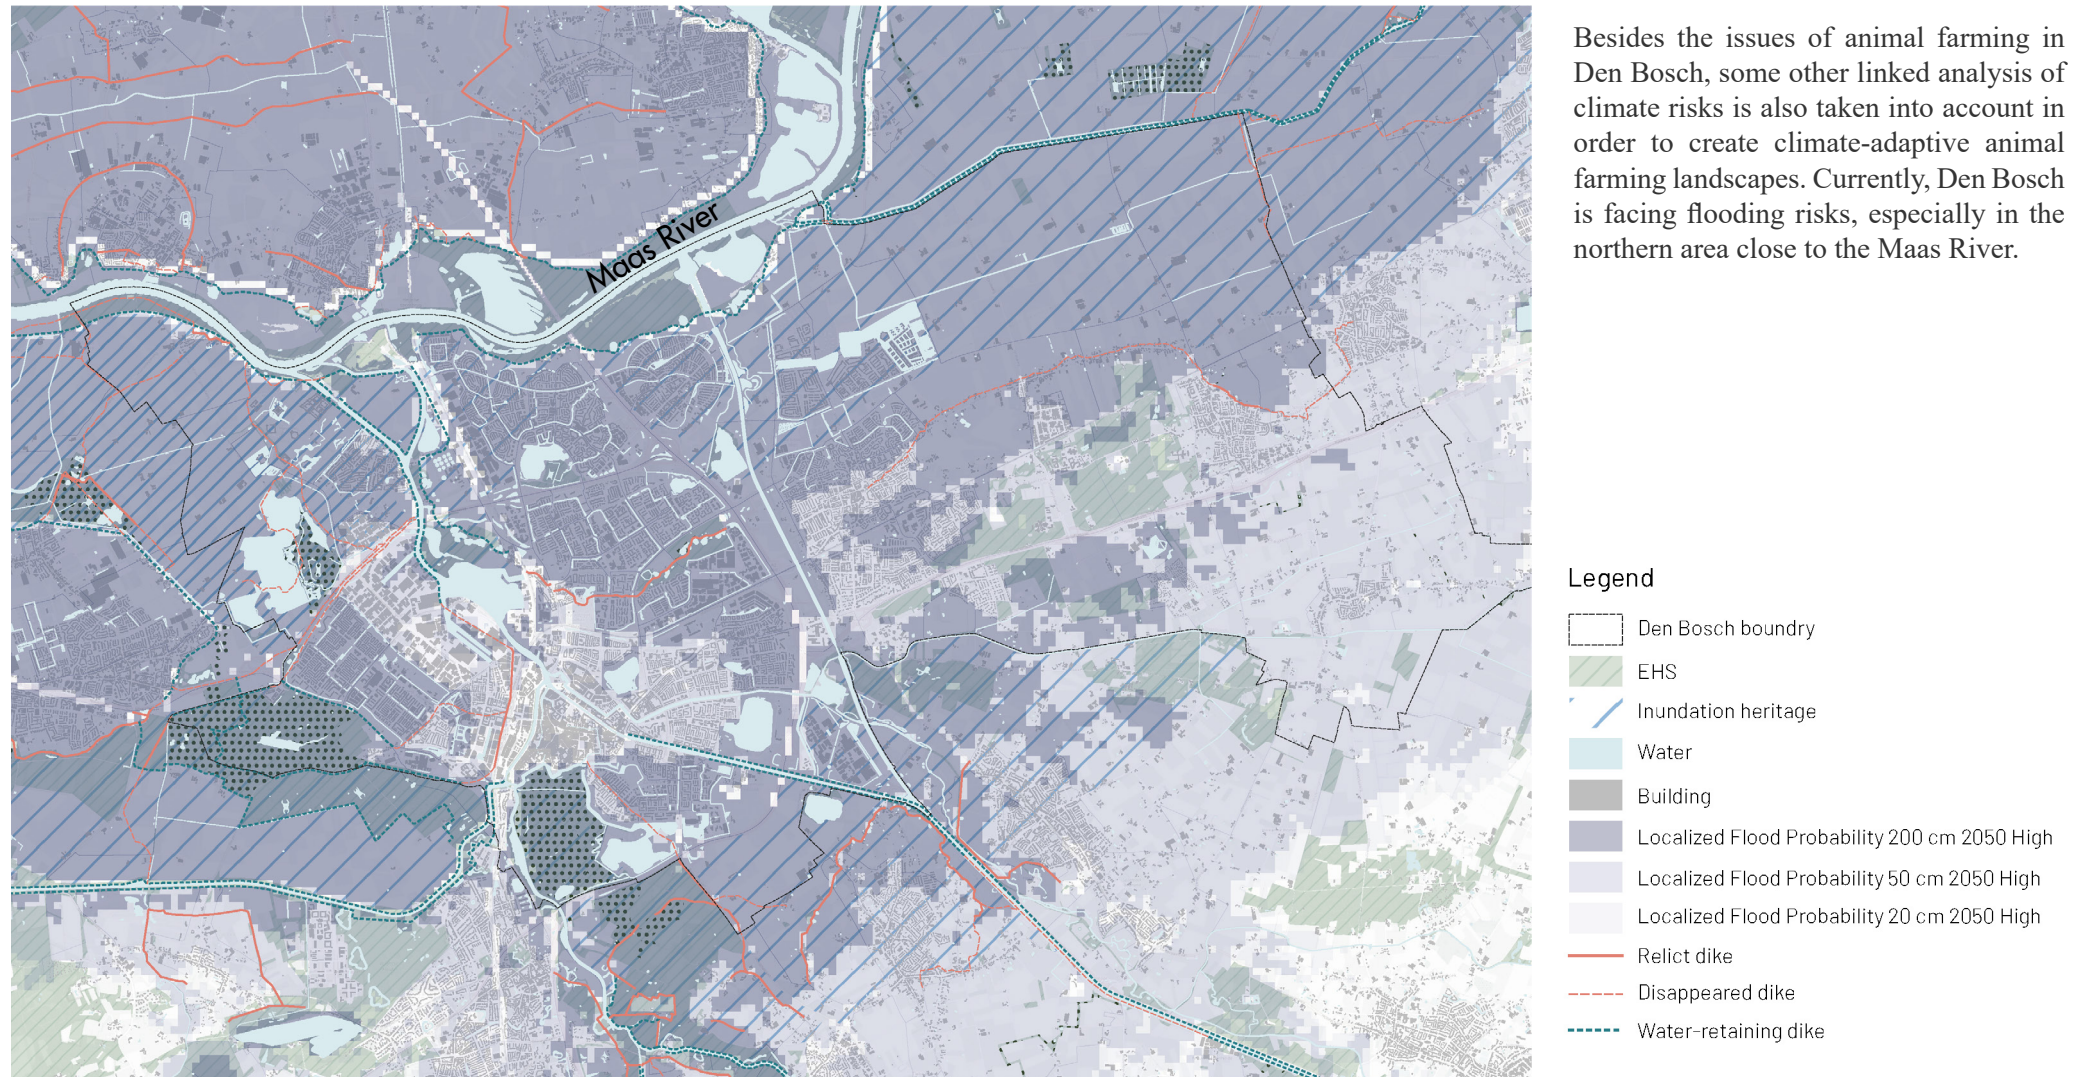 Besides the issues of animal farming in
Den Bosch, some other linked analysis of
climate risks is also taken into account in
order to create climate-adaptive animal
farming landscapes. Currently, Den Bosch
is facing flooding risks, especially in the
northern area close to the Maas River.
Maas River
Legend
Den Bosch boundry
EHS
Inundation heritage
Water
Building
Localized Flood Probability 200 cm 2050 High
Localized Flood Probability 50 cm 2050 High
Localized Flood Probability 20 cm 2050 High
Relict dike
Disappeared dike
Water-retaining dike